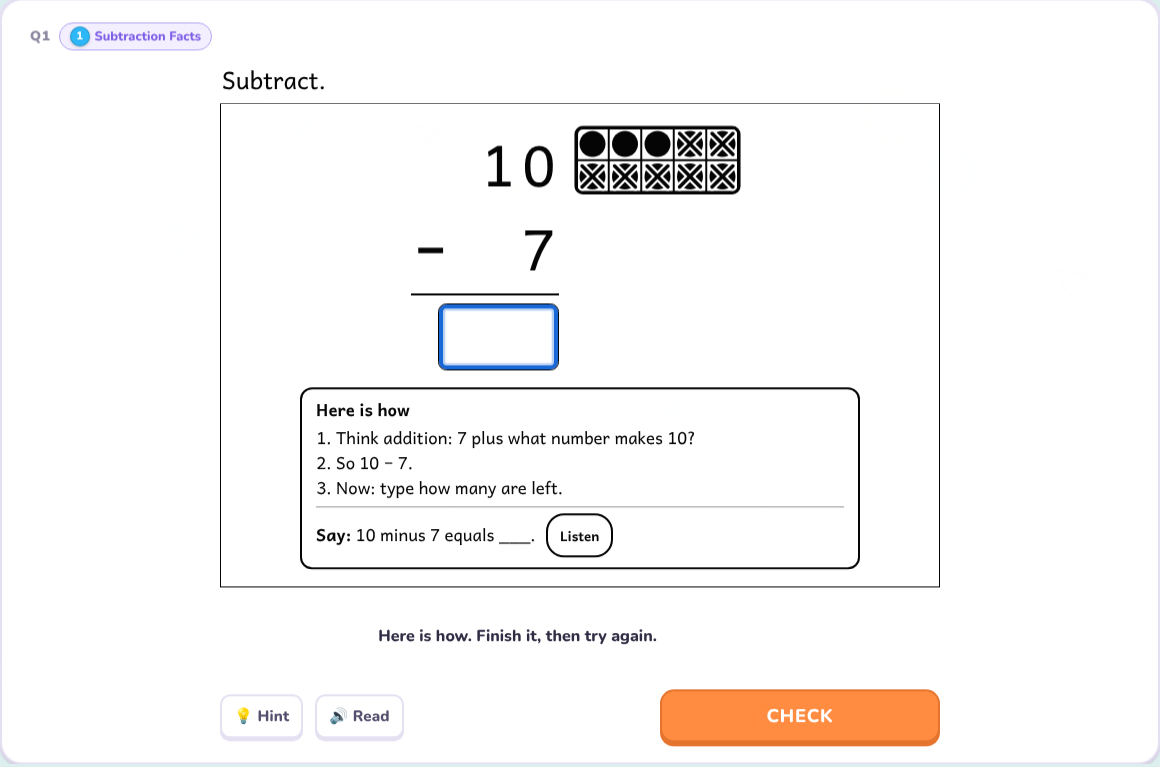 Q1 1 Subtraction Facts
Subtract.
10
- 7
Here is how
1. Think addition: 7 plus what number makes 10?
2. So 10 − 7.
3. Now: type how many are left.
Say: 10 minus 7 equals ___. Listen
Here is how. Finish it, then try again.
💡 Hint 🔊 Read CHECK